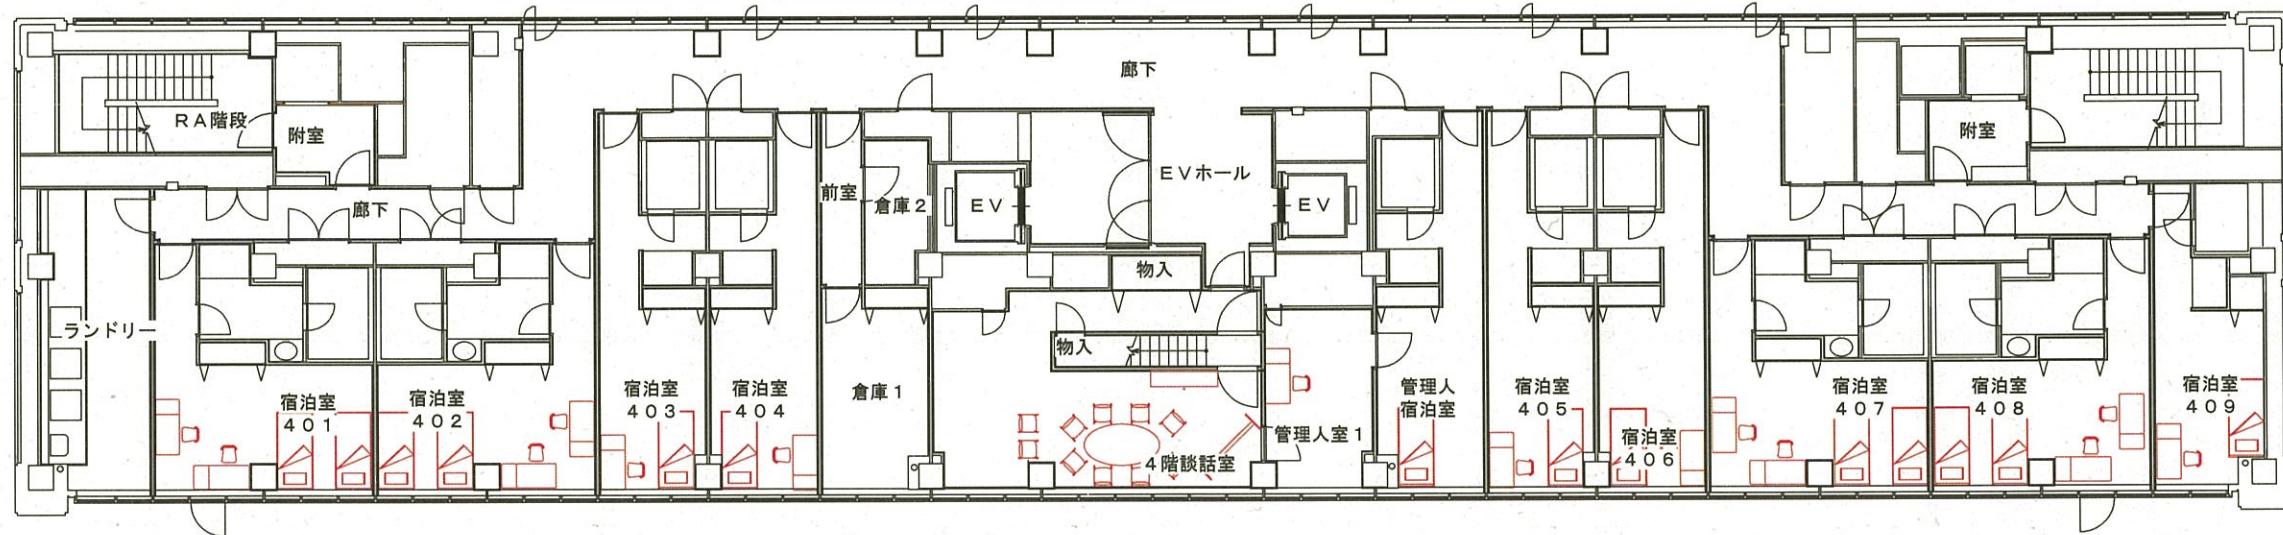 廊下
RA階段
附室
附室
EVホール
前室
倉庫2
EV
EV
廊下
物入
ランドリー
物入
宿泊室
401
宿泊室
402
宿泊室
403
宿泊室
404
倉庫1
管理人
宿泊室
宿泊室
405
宿泊室
406
宿泊室
407
宿泊室
408
宿泊室
409
管理人室1
4階談話室